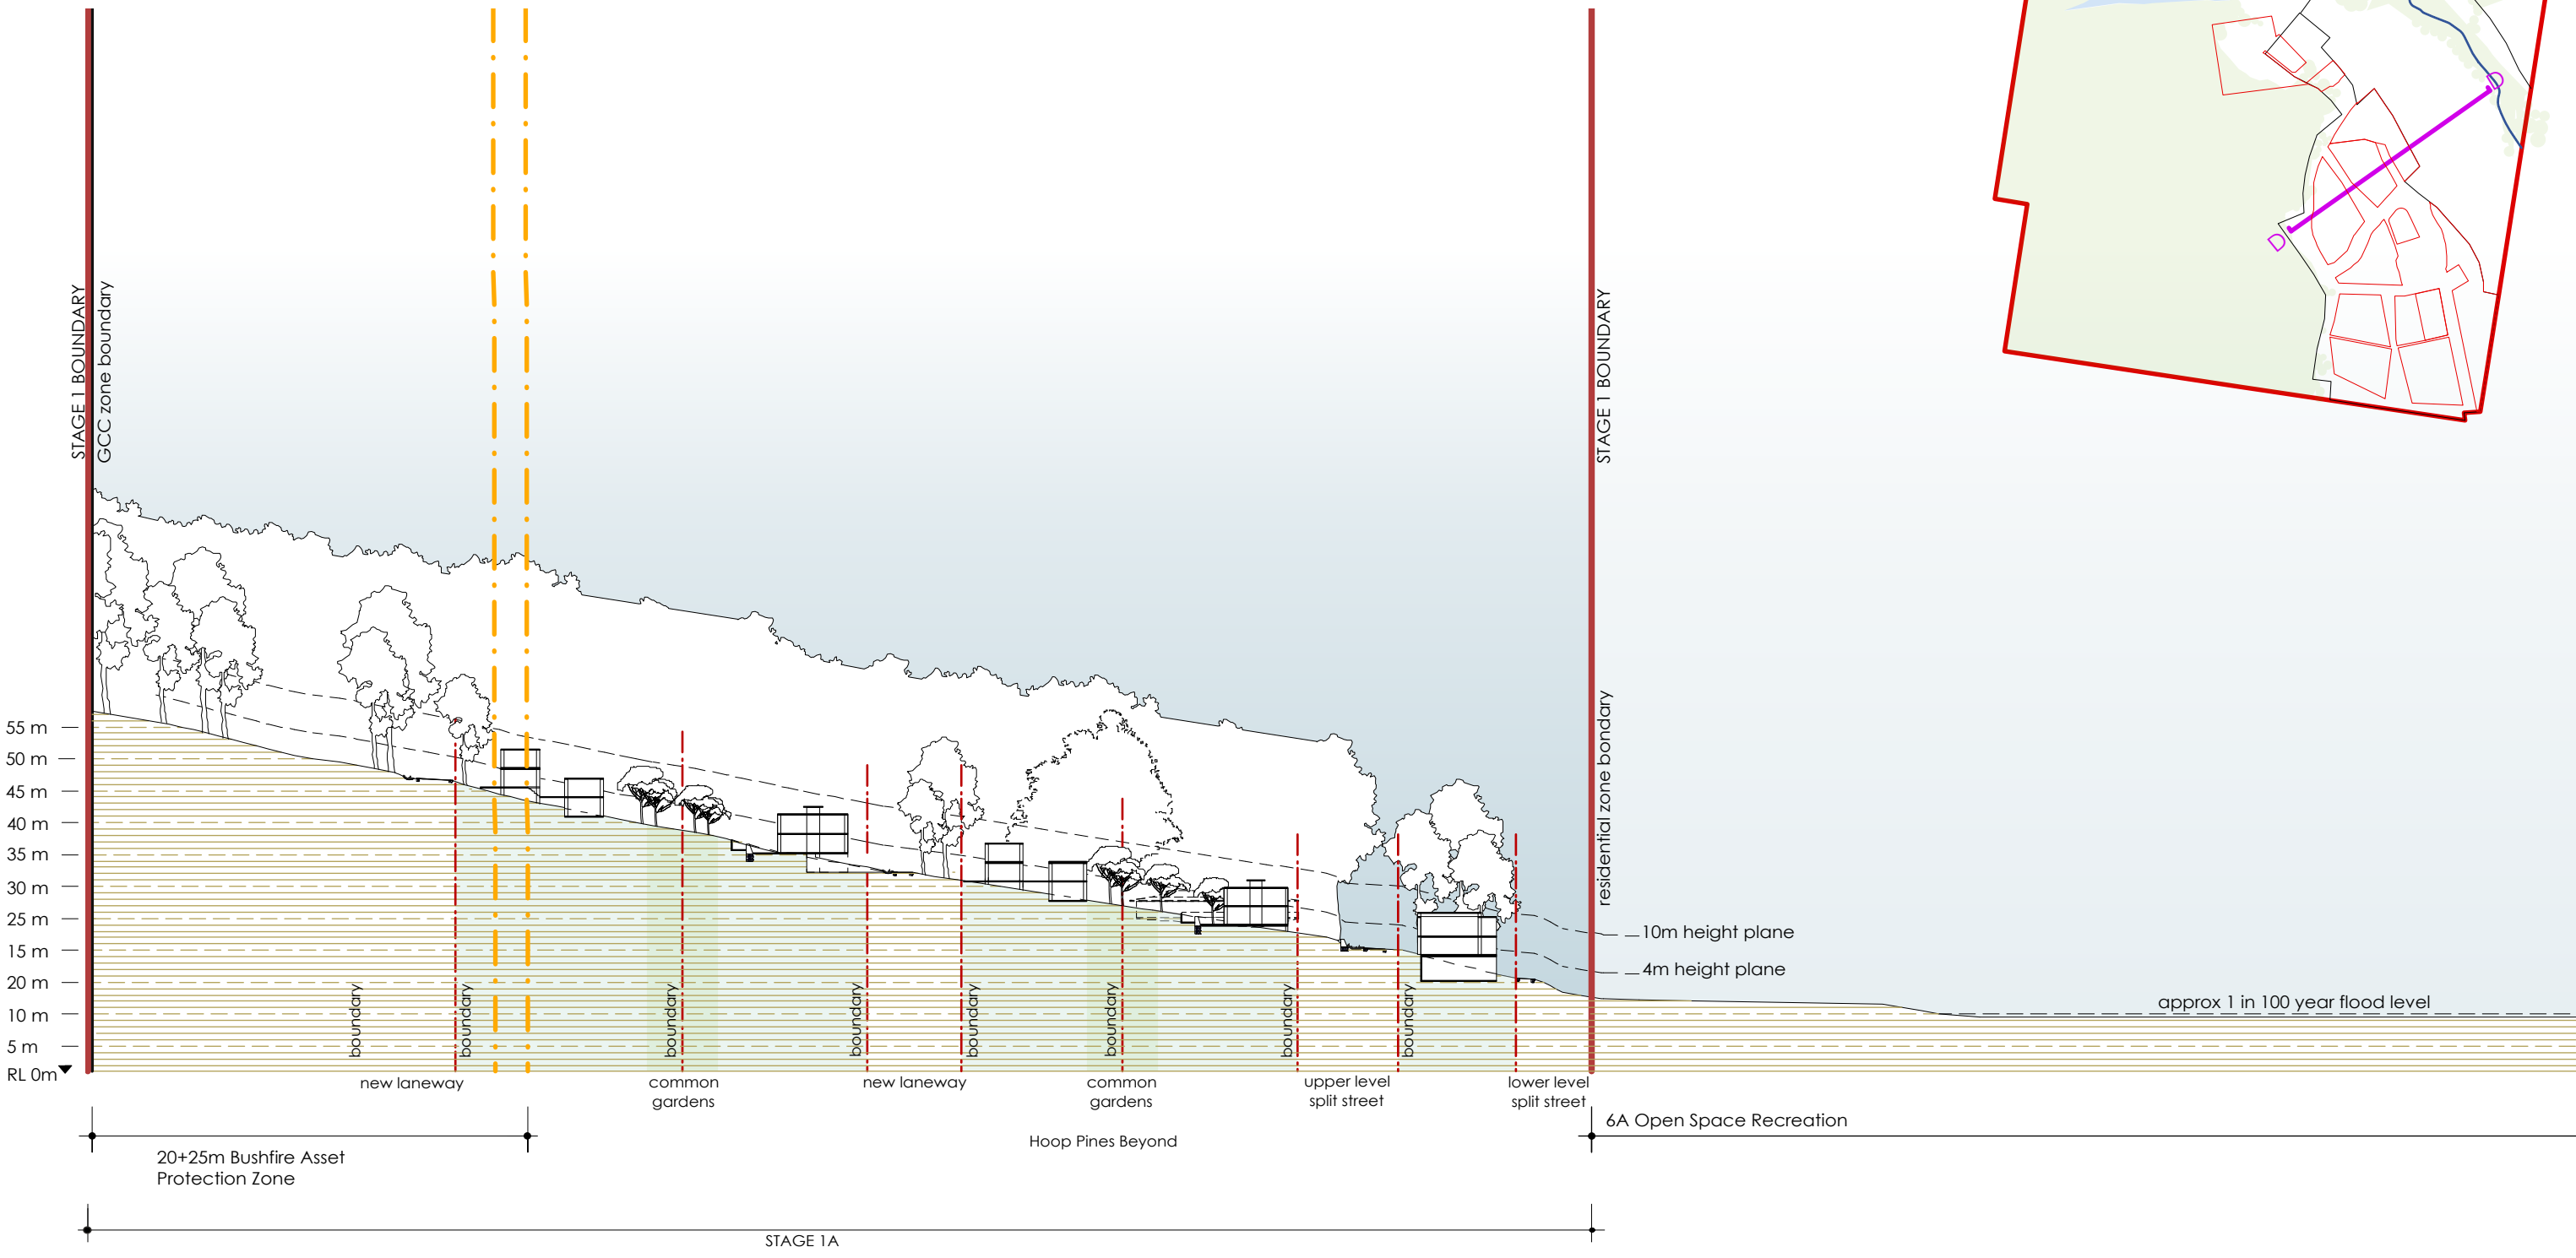 D
D
STAGE 1 BOUNDARY
GCC zone boundary
STAGE 1 BOUNDARY
residential zone bondary
55 m
50 m
45 m
40 m
35 m
30 m
25 m
15 m
20 m
10 m
5 m
RL 0m
10m height plane
4m height plane
approx 1 in 100 year flood level
boundary
boundary
boundary
boundary
boundary
boundary
boundary
boundary
new laneway
common
gardens
new laneway
common
gardens
upper level
split street
lower level
split street
6A Open Space Recreation
20+25m Bushfire Asset
Protection Zone
Hoop Pines Beyond
STAGE 1A